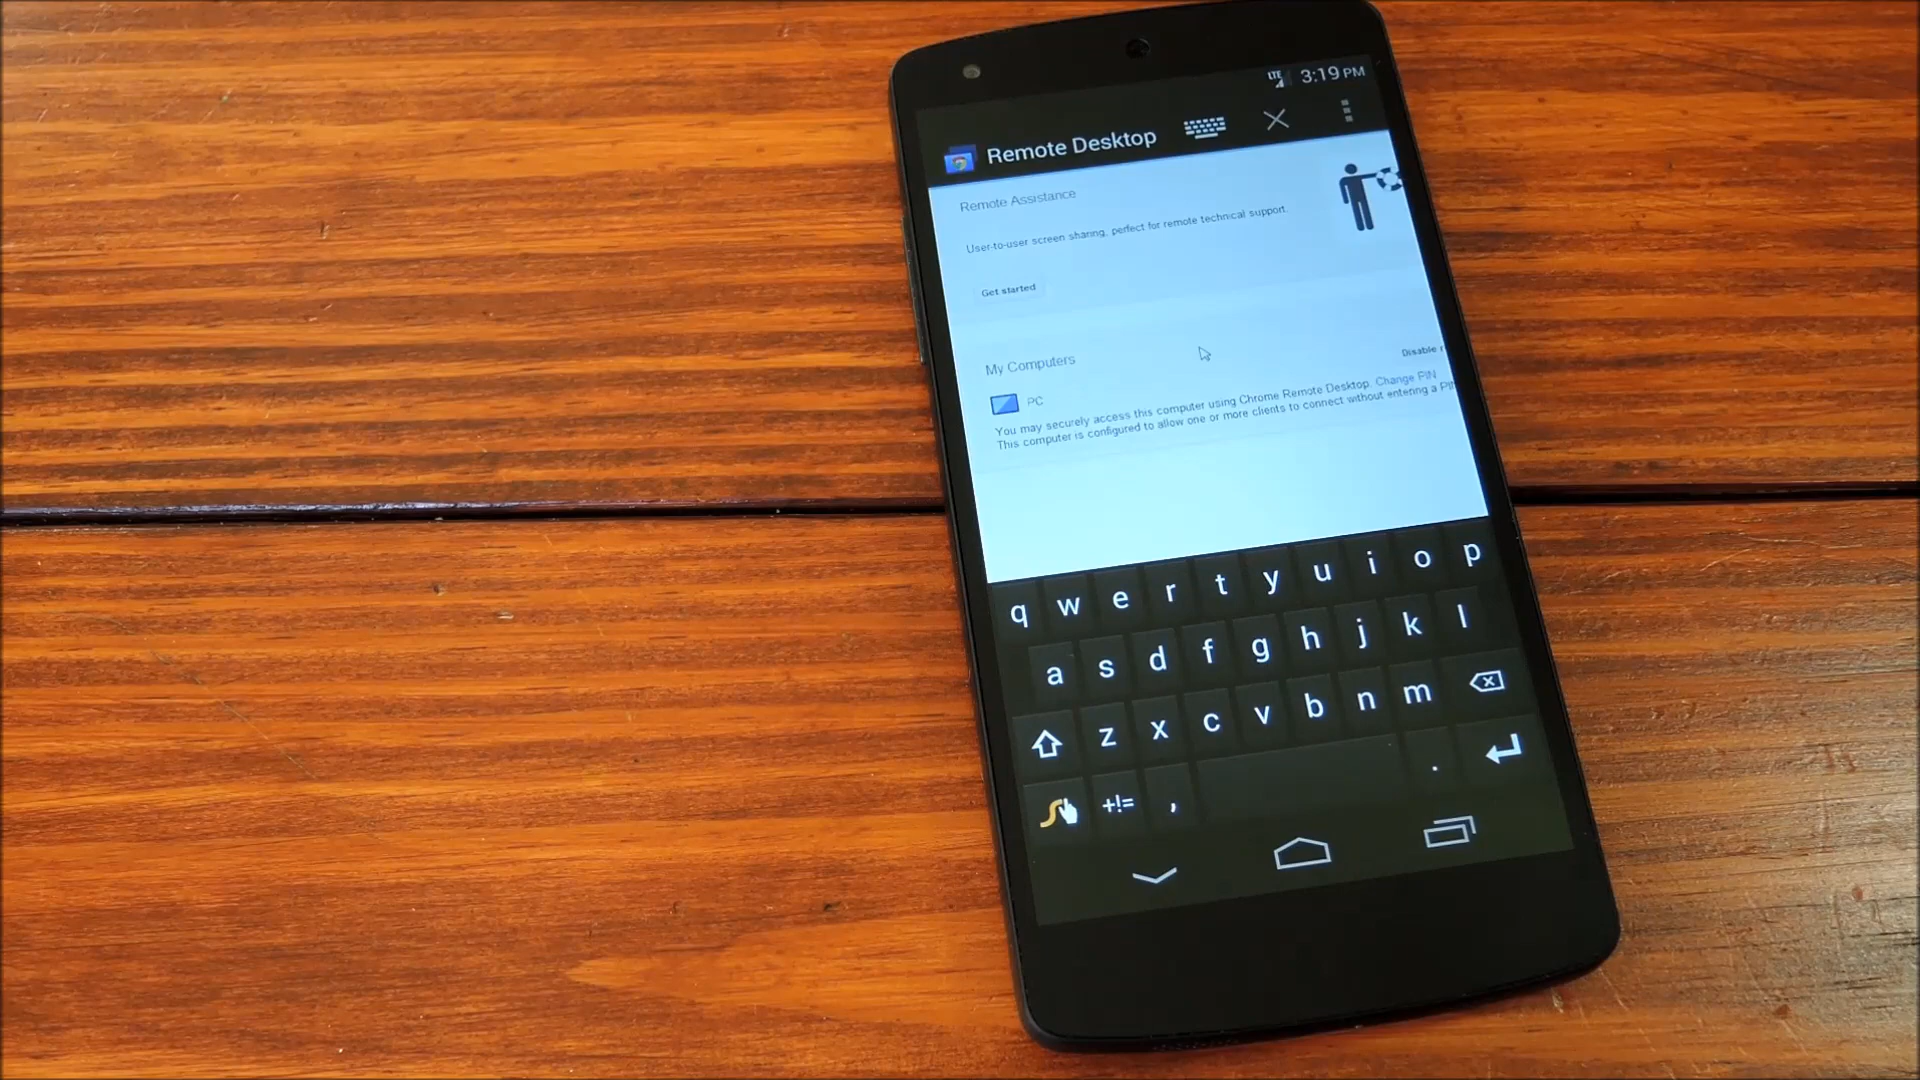 LTE 3:19 PM
Remote Desktop
Remote Assistance
User-to-user screen sharing, perfect for remote technical support.
Get started
My Computers
Disable r
PC
You may securely access this computer using Chrome Remote Desktop. Change PIN
This computer is configured to allow one or more clients to connect without entering a PIN
q w e r t y u i o p
a s d f g h j k l
z x c v b n m
+!= , .